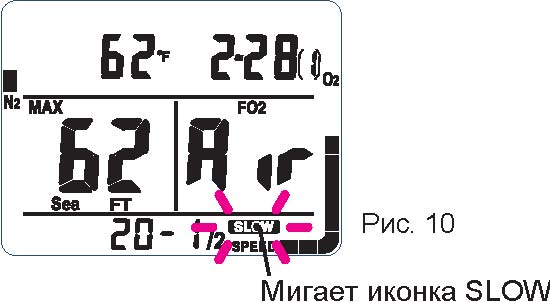 62°F 2-28 O2
N2
MAX FO2
62 Air
Sea FT
20-1/2 SLOW
SPEED
Рис. 10
Мигает иконка SLOW